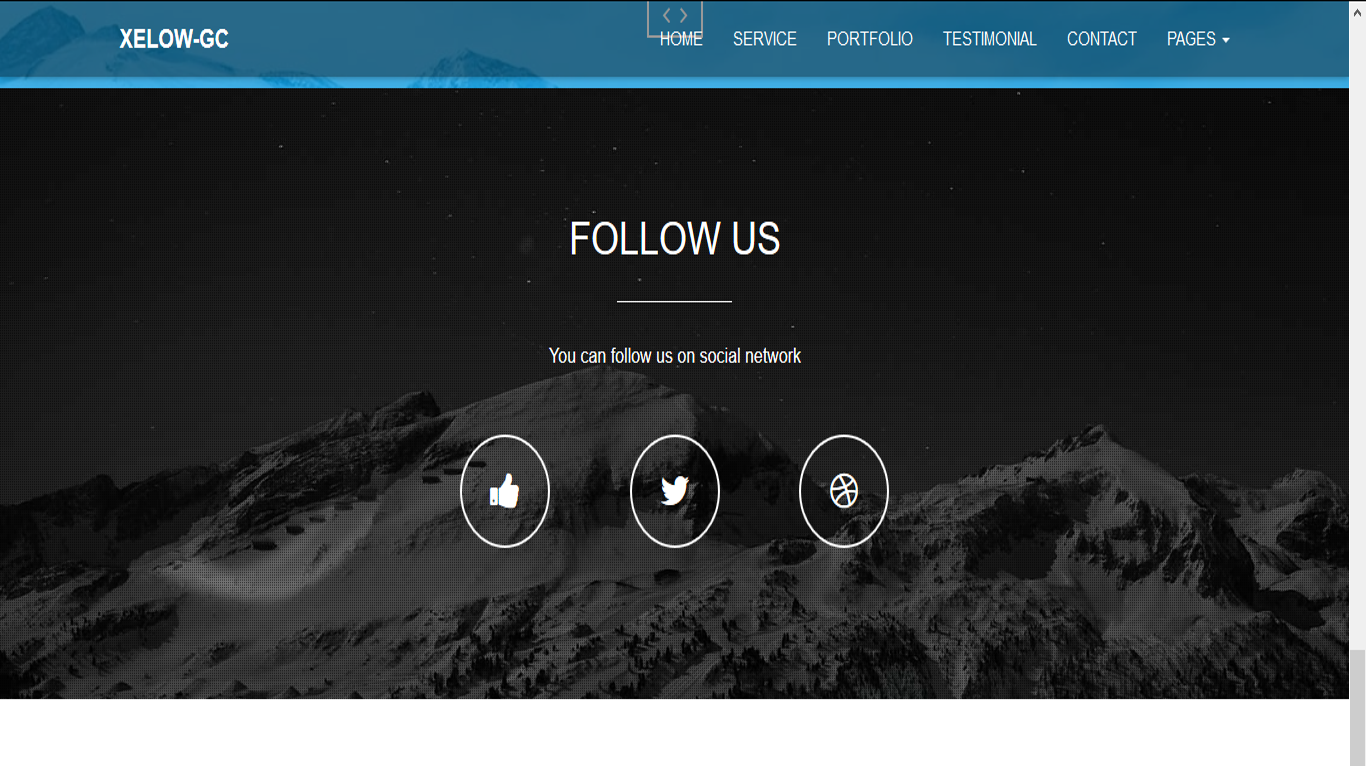 XELOW-GC HOME SERVICE PORTFOLIO TESTIMONIAL CONTACT PAGES
FOLLOW US
You can follow us on social network